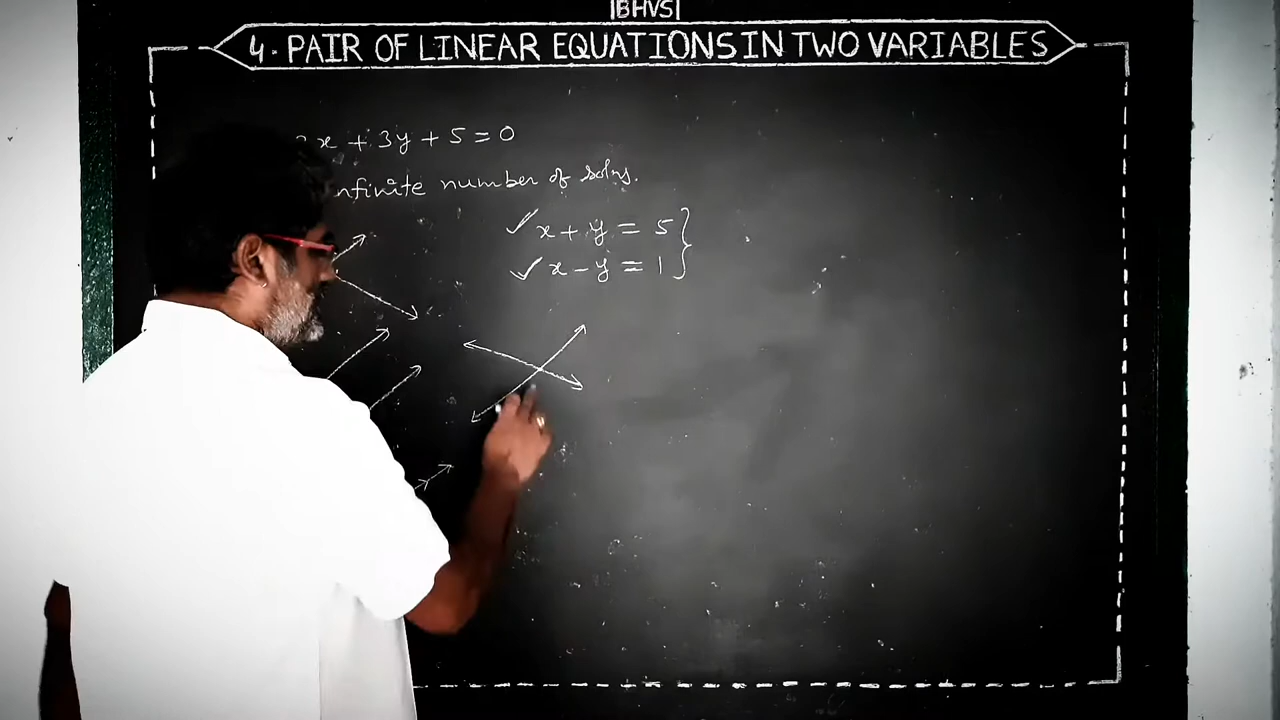 |BHVS|
4. PAIR OF LINEAR EQUATIONS IN TWO VARIABLES
x + 3y + 5 = 0
nfinite number of solns.
✓ x + y = 5
✓ x - y = 1